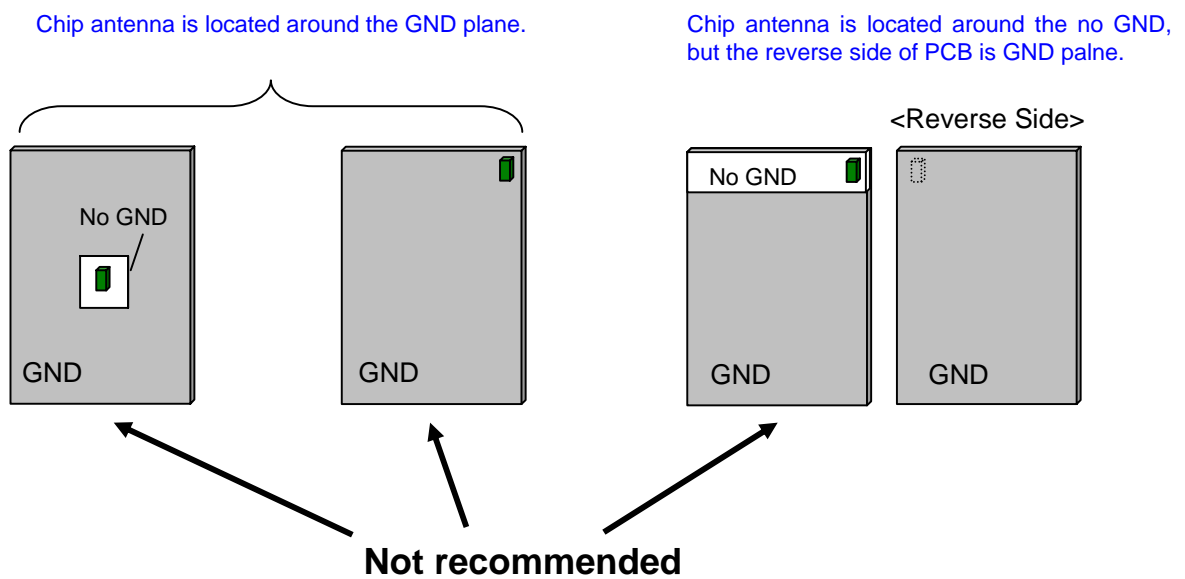 Chip antenna is located around the GND plane.
Chip antenna is located around the no GND,
but the reverse side of PCB is GND palne.
<Reverse Side>
No GND
GND
GND
No GND
GND
GND
Not recommended